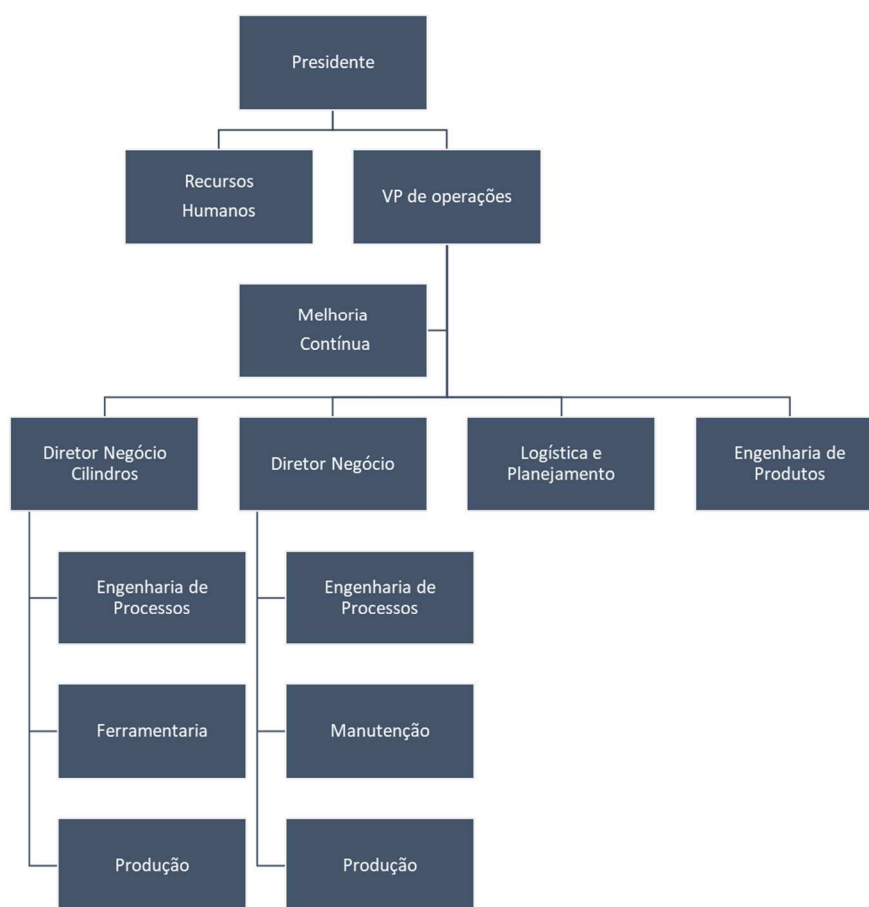 Presidente
Recursos
Humanos
VP de operações
Melhoria
Contínua
Diretor Negócio
Cilindros
Diretor Negócio
Logística e
Planejamento
Engenharia de
Produtos
Engenharia de
Processos
Engenharia de
Processos
Ferramentaria
Manutenção
Produção
Produção